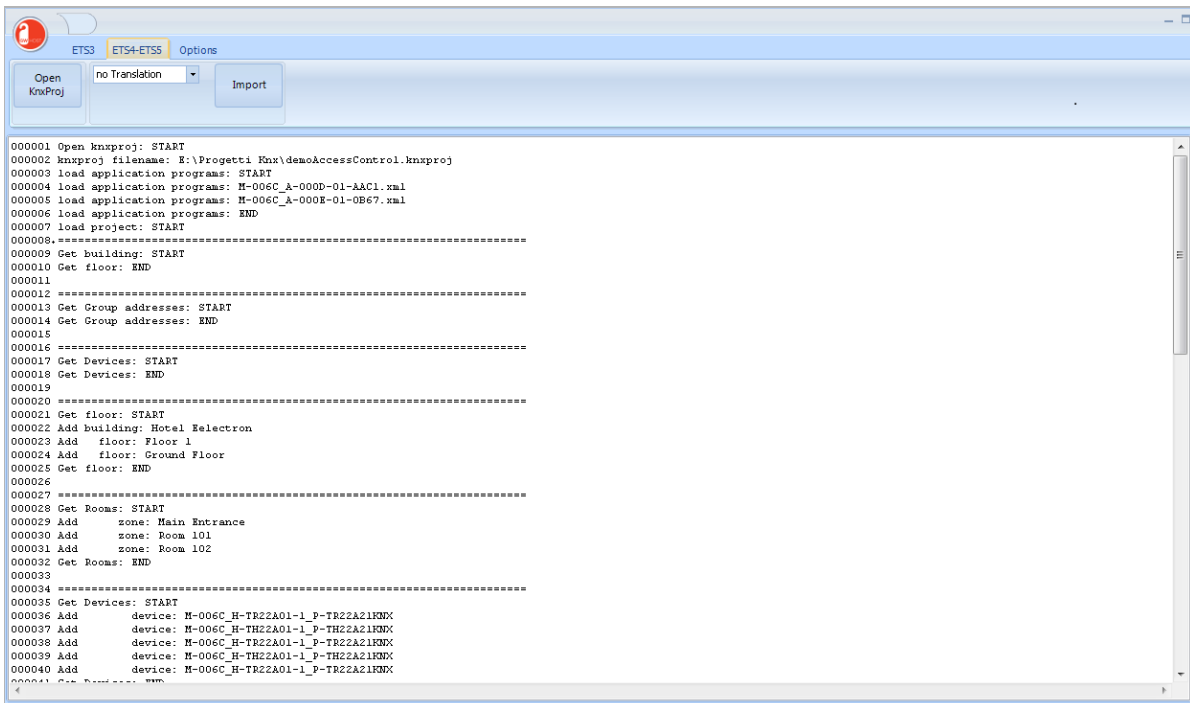 ETS3 ETS4-ETS5 Options
Open KnxProj
no Translation
Import
000001 Open knxproj: START
000002 knxproj filename: E:\Progetti Knx\demoAccessControl.knxproj
000003 load application programs: START
000004 load application programs: M-006C_A-000D-01-AAC1.xml
000005 load application programs: M-006C_A-000E-01-0B67.xml
000006 load application programs: END
000007 load project: START
000008.======================================================================
000009 Get building: START
000010 Get floor: END
000011
000012 ======================================================================
000013 Get Group addresses: START
000014 Get Group addresses: END
000015
000016 ======================================================================
000017 Get Devices: START
000018 Get Devices: END
000019
000020 ======================================================================
000021 Get floor: START
000022 Add building: Hotel Eelectron
000023 Add   floor: Floor 1
000024 Add   floor: Ground Floor
000025 Get floor: END
000026
000027 ======================================================================
000028 Get Rooms: START
000029 Add      zone: Main Entrance
000030 Add      zone: Room 101
000031 Add      zone: Room 102
000032 Get Rooms: END
000033
000034 ======================================================================
000035 Get Devices: START
000036 Add        device: M-006C_H-TR22A01-1_P-TR22A21KNX
000037 Add        device: M-006C_H-TH22A01-1_P-TH22A21KNX
000038 Add        device: M-006C_H-TR22A01-1_P-TR22A21KNX
000039 Add        device: M-006C_H-TH22A01-1_P-TH22A21KNX
000040 Add        device: M-006C_H-TR22A01-1_P-TR22A21KNX
000041 Get Devices: END